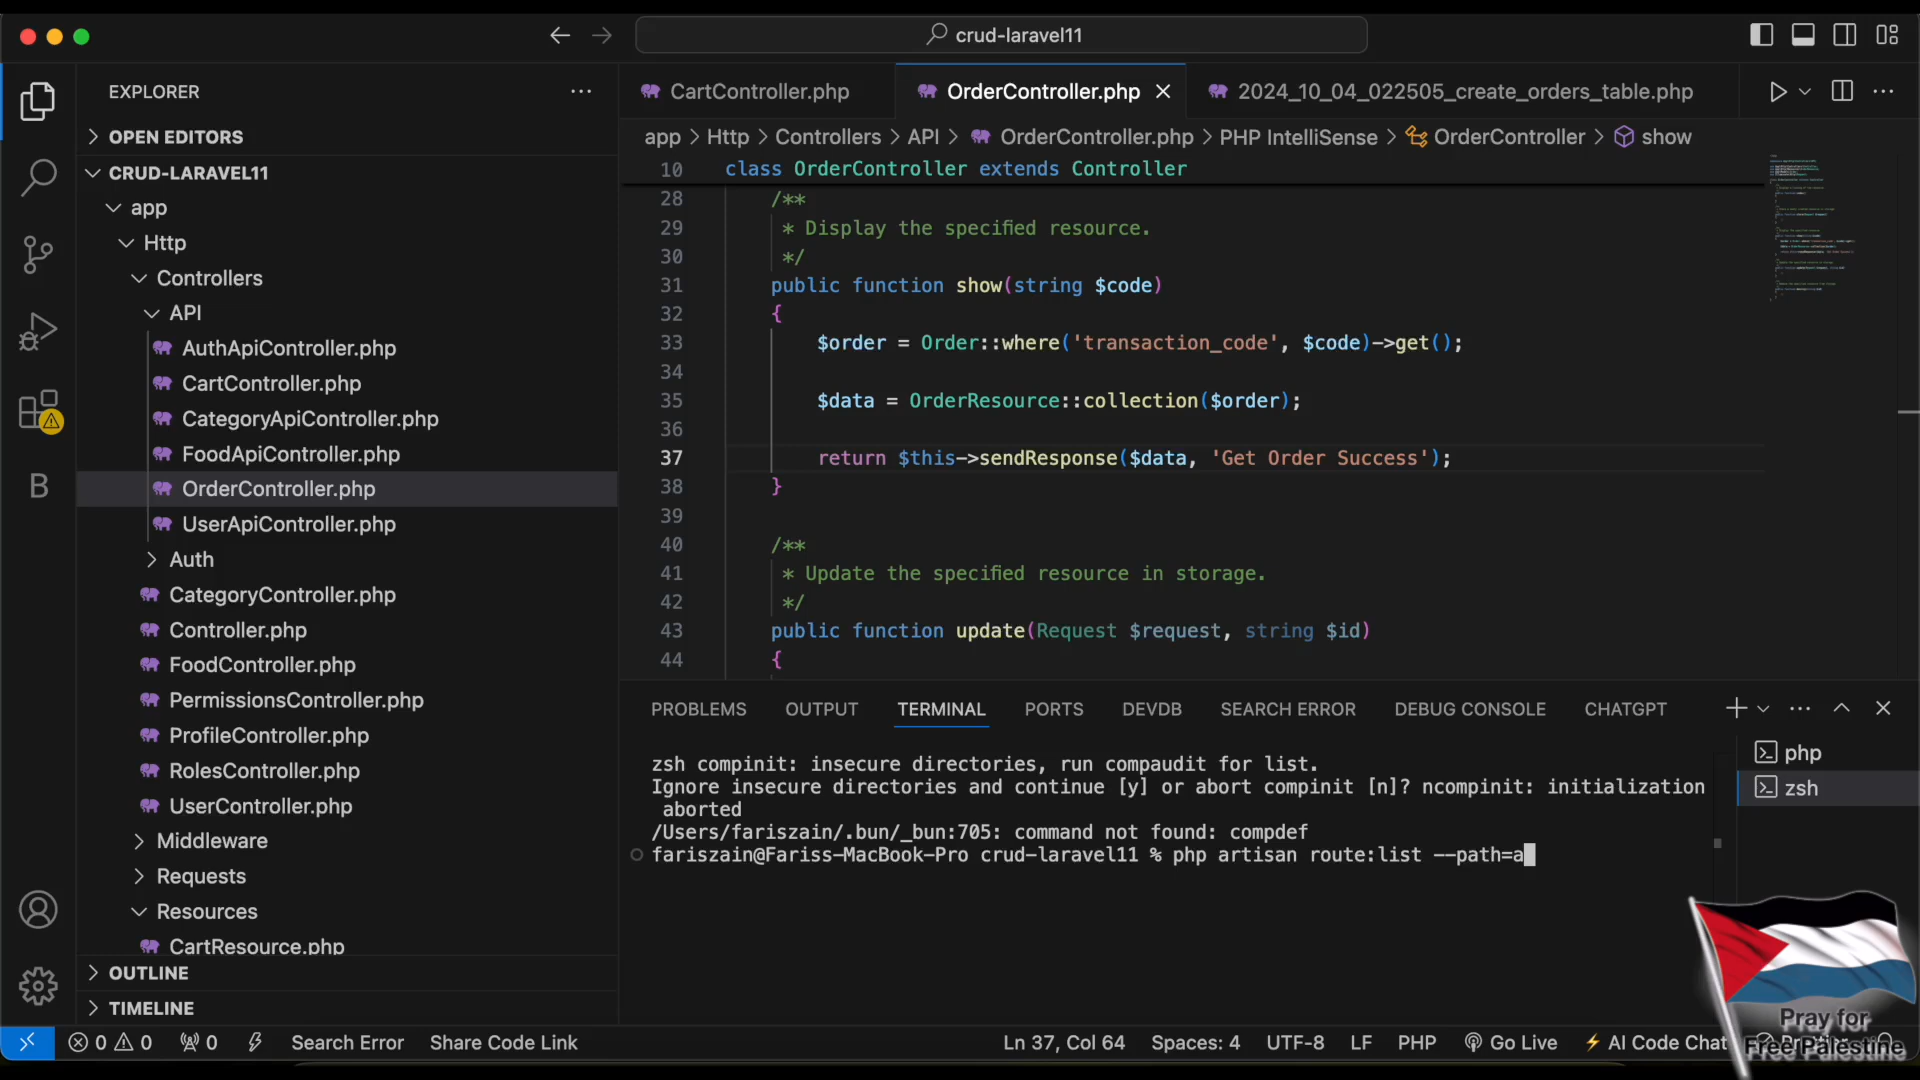 crud-laravel11
EXPLORER
OPEN EDITORS
CRUD-LARAVEL11
app
Http
Controllers
API
AuthApiController.php
CartController.php
CategoryApiController.php
FoodApiController.php
OrderController.php
UserApiController.php
Auth
CategoryController.php
Controller.php
FoodController.php
PermissionsController.php
ProfileController.php
RolesController.php
UserController.php
Middleware
Requests
Resources
CartResource.php
OUTLINE
TIMELINE
CartController.php
OrderController.php
2024_10_04_022505_create_orders_table.php
app > Http > Controllers > API > OrderController.php > PHP IntelliSense > OrderController > show
10 class OrderController extends Controller
28 /**
29 * Display the specified resource.
30 */
31 public function show(string $code)
32 {
33 $order = Order::where('transaction_code', $code)->get();
34
35 $data = OrderResource::collection($order);
36
37 return $this->sendResponse($data, 'Get Order Success');
38 }
39
40 /**
41 * Update the specified resource in storage.
42 */
43 public function update(Request $request, string $id)
44 {
PROBLEMS OUTPUT TERMINAL PORTS DEVDB SEARCH ERROR DEBUG CONSOLE CHATGPT
zsh compinit: insecure directories, run compaudit for list.
Ignore insecure directories and continue [y] or abort compinit [n]? ncompinit: initialization
aborted
/Users/fariszain/.bun/_bun:705: command not found: compdef
fariszain@Fariss-MacBook-Pro crud-laravel11 % php artisan route:list --path=a
php
zsh
B
0 0 0 Search Error Share Code Link Ln 37, Col 64 Spaces: 4 UTF-8 LF PHP Go Live AI Code Chat
Pray for
Free Palestine